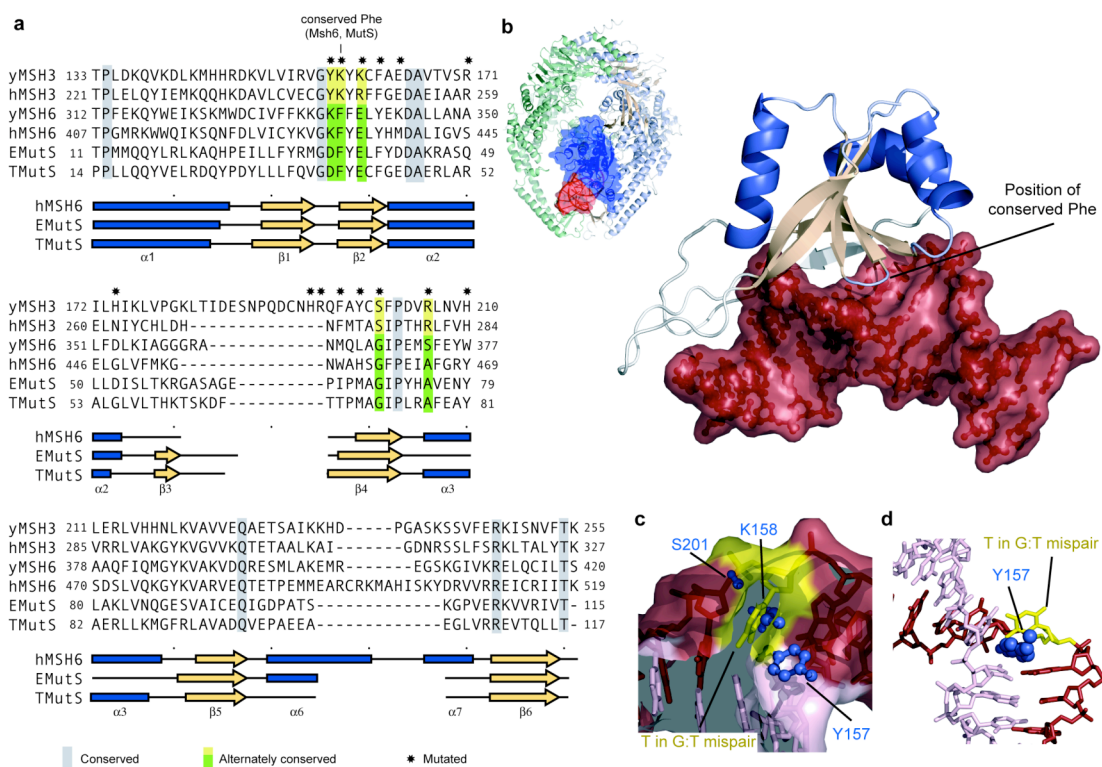 a
conserved Phe
(Msh6, MutS)
yMSH3 133 TPLDKQVKDLKMHHRDKVLVIRVGYKYKCFAEDAVTVSR 171
hMSH3 221 TPLELQYIEMKQQHKDAVLCVECGYKYRFFGEDAEIAAR 259
yMSH6 312 TPFEKQYWEIKSKMWDCIVFFKKGKFFELYEKDALLANA 350
hMSH6 407 TPGMRKWWQIKSQNFDLVICYKVGKFYELYHMDALIGVS 445
EMutS 11 TPMMQQYLRLKAQHPEILLFYRMGDFYELFYDDAKRASQ 49
TMutS 14 TPLLQQYVELRDQYPDYLLLFQVGDFYECFGEDAERLAR 52
hMSH6
EMutS
TMutS
α1 β1 β2 α2
yMSH3 172 ILHIKLVPGKLTIDESNPQDCNHRQFAYCSFPDVRLNVH 210
hMSH3 260 ELNIYCHLDH---------------NFMTASIPTHRLFVH 284
yMSH6 351 LFDLKIAGGGRA-------------NMQLAGIPEMSFEYW 377
hMSH6 446 ELGLVFMKG----------------NWAHSGFPEIAFGRY 469
EMutS 50 LLDISLTKRGASAGE----------PIPMAGIPYHAVENY 79
TMutS 53 ALGLVLTHKTSKDF-----------TTPMAGIPLRAFEAY 81
hMSH6
EMutS
TMutS
α2 β3 β4 α3
yMSH3 211 LERLVHHNLKVAVVEQAETSAIKKHD-----PGASKSSVFERKISNVFTK 255
hMSH3 285 VRRLVAKGYKVGVVKQTETAALKAI-------GDNRSSLFSRKLTALYTK 327
yMSH6 378 AAQFIQMGYKVAKVDQRESMLAKEMR------EGSKGIVKRELQCILTS 420
hMSH6 470 SDSLVQKGYKVARVEQTETPEMMEARCRKMAHISKYDRVVRREICRIITK 519
EMutS 80 LAKLVNQGESVAICEQIGDPATS-------------KGPVERKVVRIVT- 115
TMutS 82 AERLLKMGFRLAVADQVEPAEEA-------------EGLVRREVTQLLT- 117
hMSH6
EMutS
TMutS
α3 β5 α6 α7 β6
Conserved Alternately conserved Mutated
b
Position of
conserved Phe
c
K158
S201
T in G:T mispair
Y157
d
T in G:T mispair
Y157